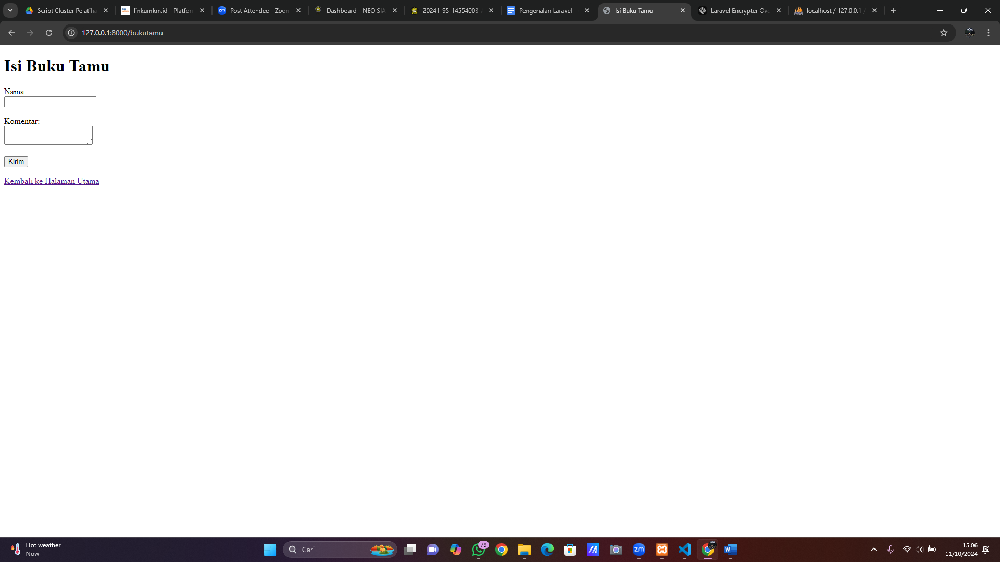 Script Cluster Pelatiha
linkumkm.id - Platfor
zm
Post Attendee - Zoom
Dashboard - NEO SIA
20241-95-14554003-
Pengenalan Laravel -
Isi Buku Tamu
Laravel Encrypter Ove
localhost / 127.0.0.1 /
127.0.0.1:8000/bukutamu
Isi Buku Tamu
Nama:
Komentar:
Kirim
Kembali ke Halaman Utama
Hot weather
Now
Cari
79
zm
15.06
11/10/2024